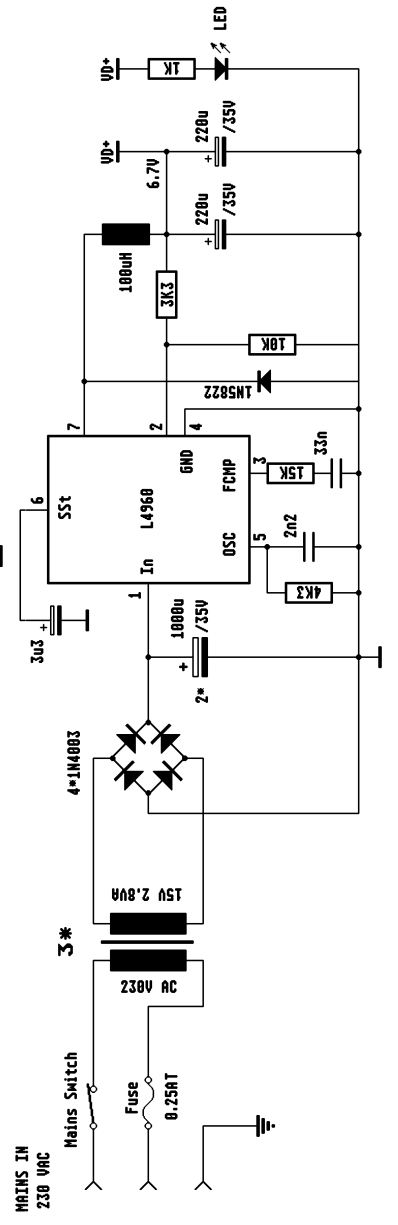 MAINS IN
230 VAC
Mains Switch
Fuse
0.25AT
3*
230V AC
15V 2.8VA
4*1N4003
1000u
/35V
+
2*
3u3
+
6
SSt
1
In
L4960
7
2
4
GND
FCMP
3
OSC
5
4K3
2n2
15K
33n
1N5822
10K
3K3
100uH
6.7V
VD+
220u
/35V
+
220u
/35V
+
VD+
1K
LED